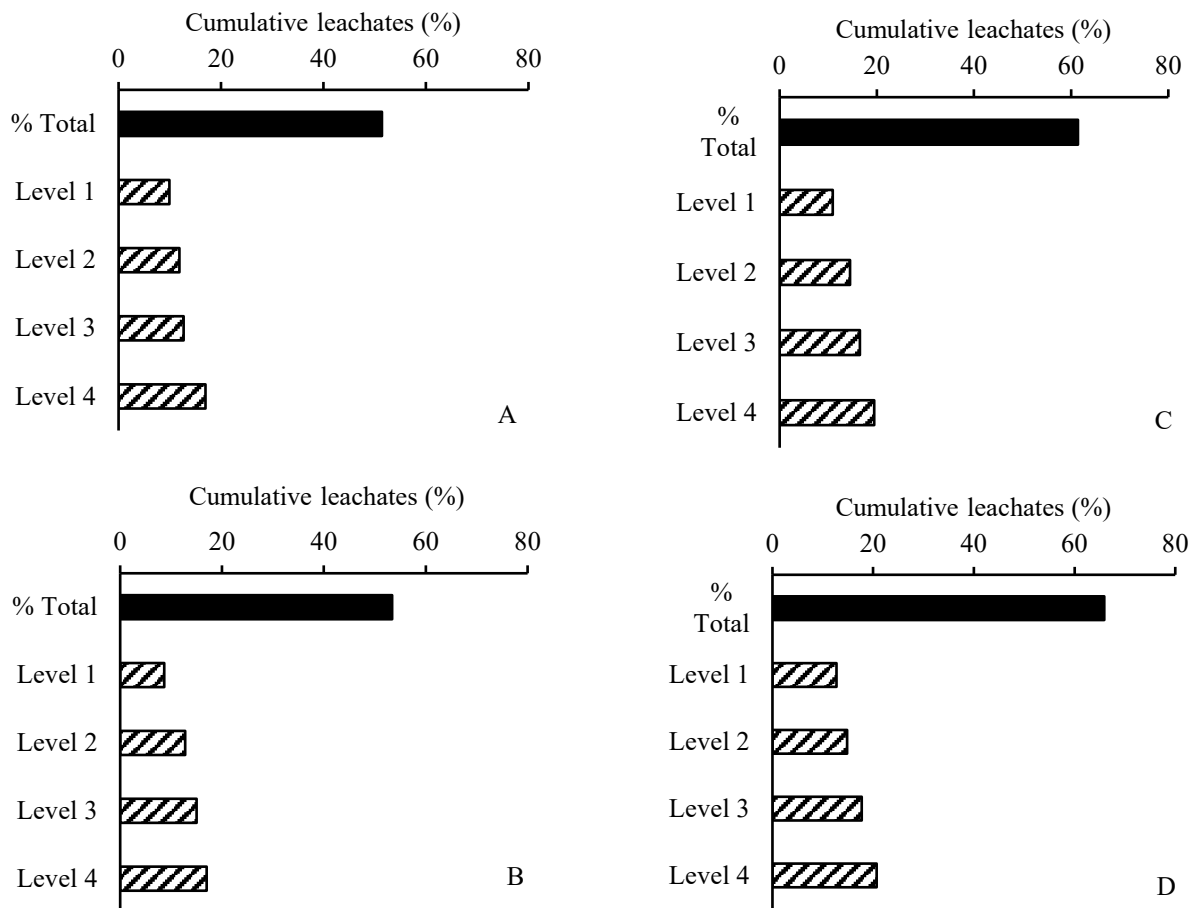 Cumulative leachates (%)
0 20 40 60 80
% Total
Level 1
Level 2
Level 3
Level 4
A
Cumulative leachates (%)
0 20 40 60 80
%
Total
Level 1
Level 2
Level 3
Level 4
C
Cumulative leachates (%)
0 20 40 60 80
% Total
Level 1
Level 2
Level 3
Level 4
B
Cumulative leachates (%)
0 20 40 60 80
%
Total
Level 1
Level 2
Level 3
Level 4
D